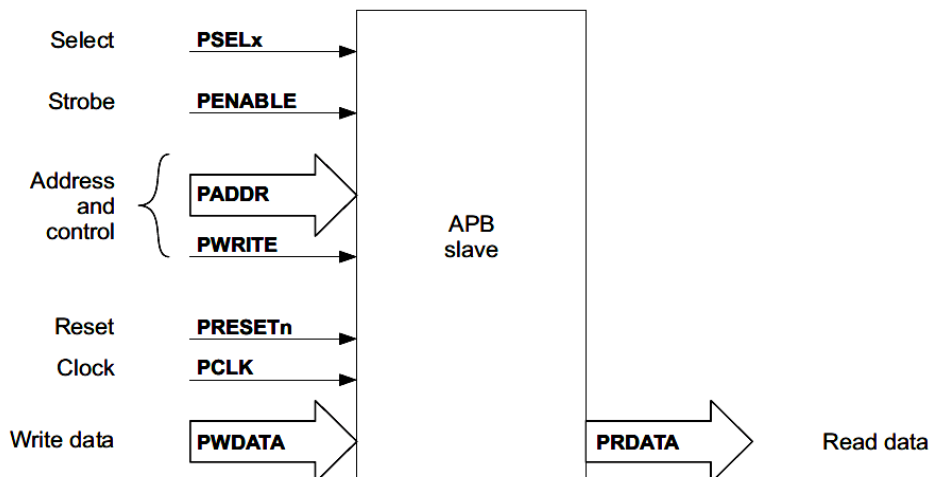 Select PSELx
Strobe PENABLE
Address
and
control
PADDR
PWRITE
APB
slave
Reset PRESETn
Clock PCLK
Write data PWDATA PRDATA Read data